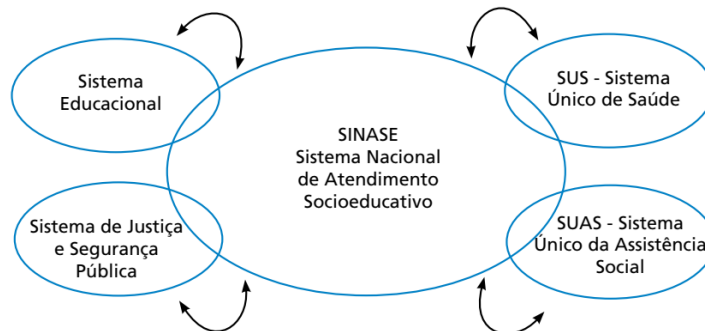 Sistema
Educacional
SUS - Sistema
Único de Saúde
SINASE
Sistema Nacional
de Atendimento
Socioeducativo
Sistema de Justiça
e Segurança
Pública
SUAS - Sistema
Único da Assistência
Social